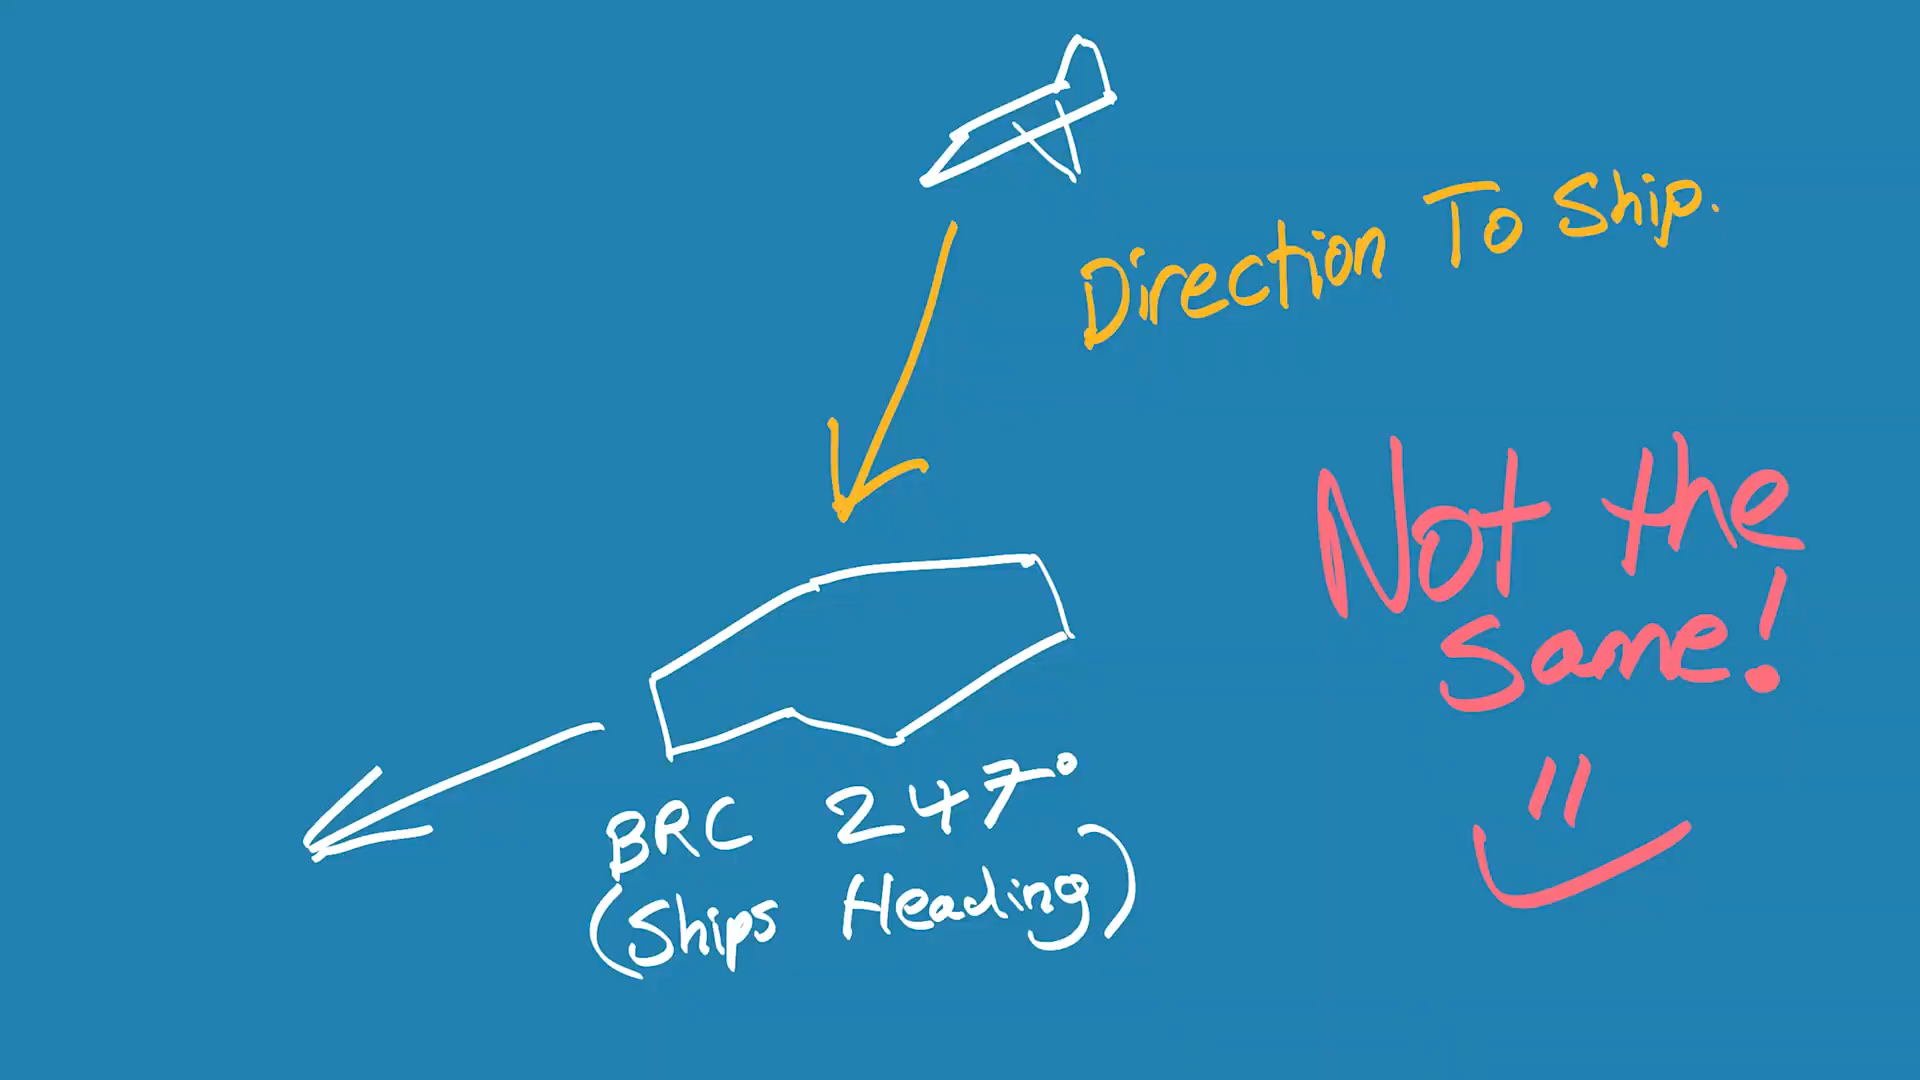 Direction To Ship.
Not the
same!
BRC 247°
(Ships Heading)